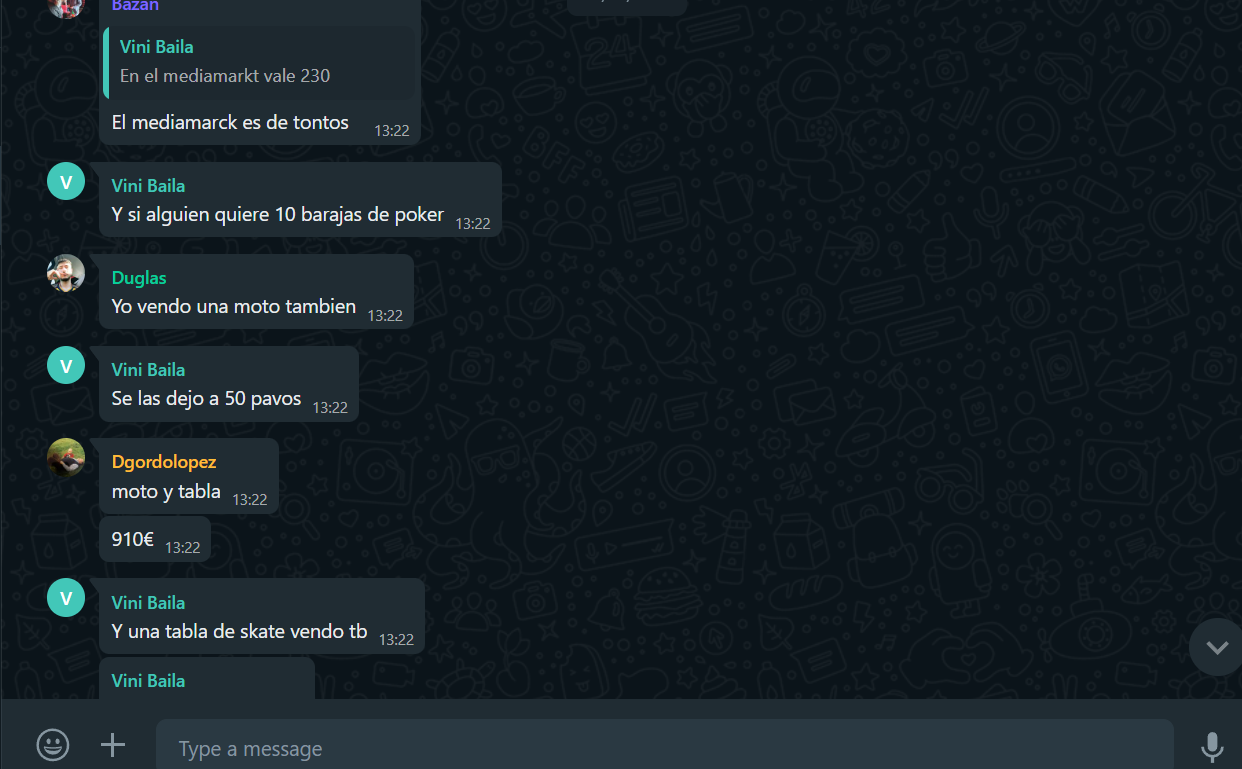 Bazán
Vini Baila
En el mediamarkt vale 230
El mediamarck es de tontos 13:22
V
Vini Baila
Y si alguien quiere 10 barajas de poker 13:22
Duglas
Yo vendo una moto tambien 13:22
V
Vini Baila
Se las dejo a 50 pavos 13:22
Dgordolopez
moto y tabla 13:22
910€ 13:22
V
Vini Baila
Y una tabla de skate vendo tb 13:22
Vini Baila
Type a message